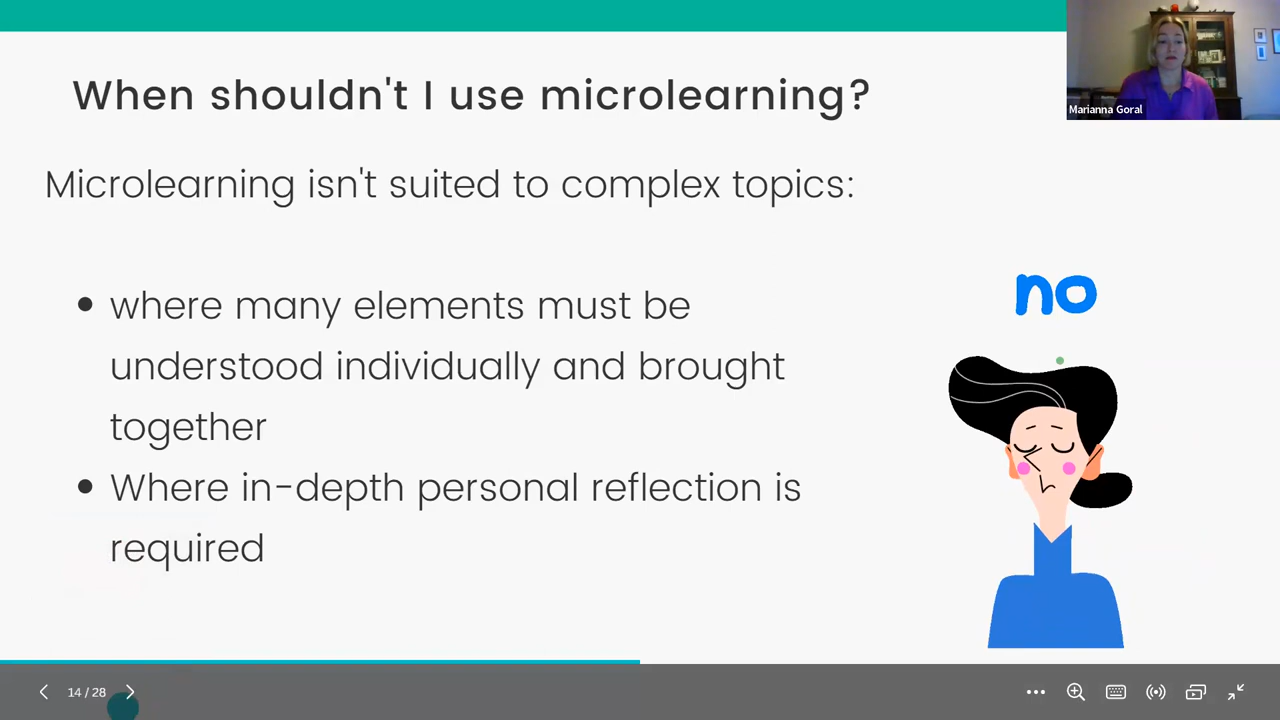 When shouldn't I use microlearning?
Marianna Goral
Microlearning isn't suited to complex topics:
no
• where many elements must be
understood individually and brought
together
• Where in-depth personal reflection is
required
14 / 28